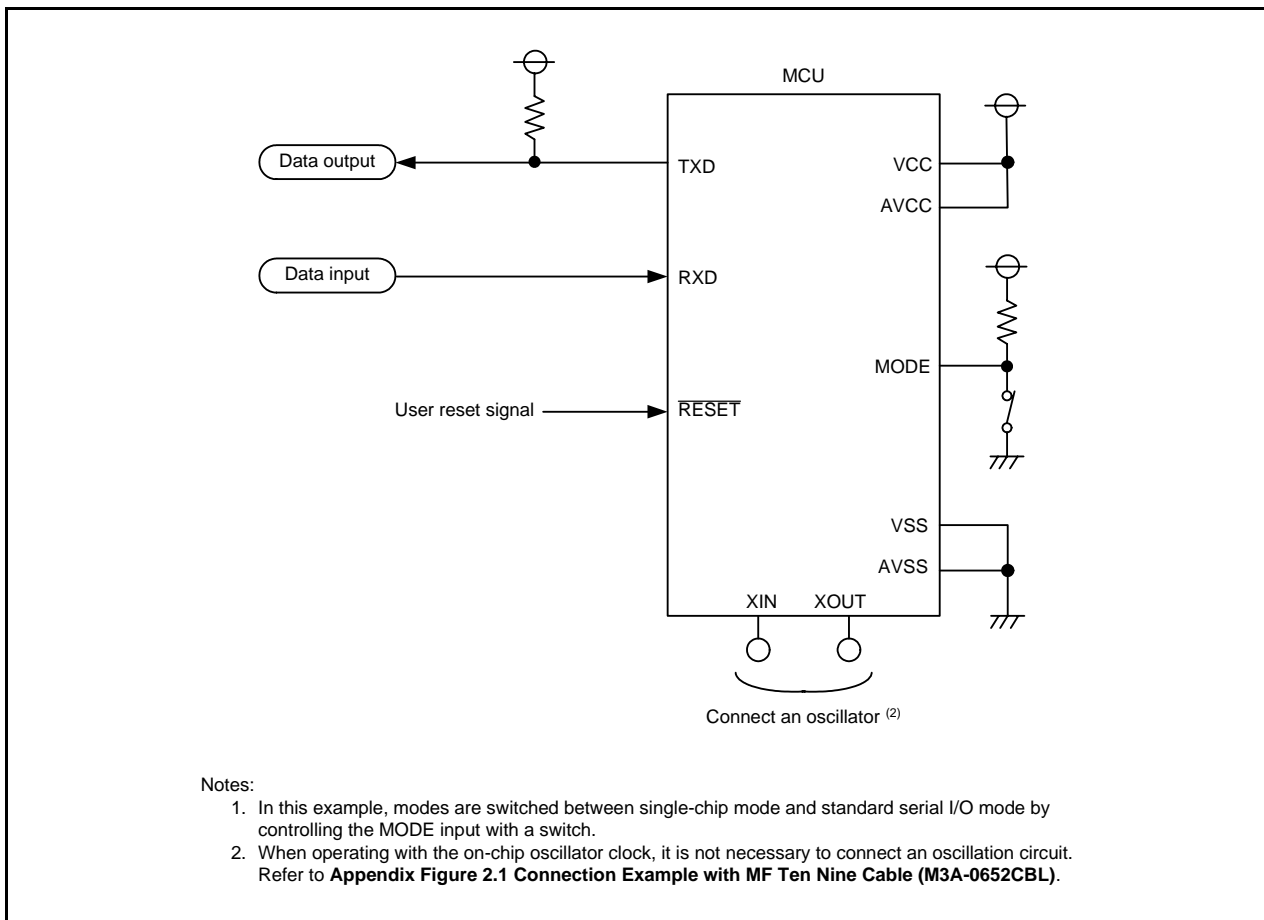 MCU
Data output
TXD
VCC
AVCC
Data input
RXD
MODE
User reset signal
RESET
VSS
AVSS
XIN
XOUT
Connect an oscillator (2)
Notes:
1. In this example, modes are switched between single-chip mode and standard serial I/O mode by
controlling the MODE input with a switch.
2. When operating with the on-chip oscillator clock, it is not necessary to connect an oscillation circuit.
Refer to Appendix Figure 2.1 Connection Example with MF Ten Nine Cable (M3A-0652CBL).